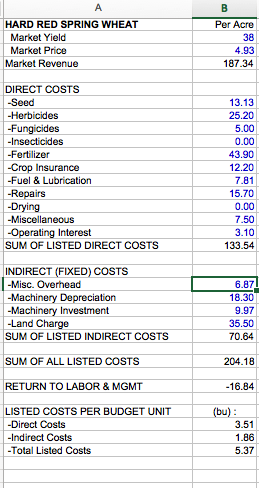 A B
HARD RED SPRING WHEAT Per Acre
Market Yield 38
Market Price 4.93
Market Revenue 187.34
DIRECT COSTS
-Seed 13.13
-Herbicides 25.20
-Fungicides 5.00
-Insecticides 0.00
-Fertilizer 43.90
-Crop Insurance 12.20
-Fuel & Lubrication 7.81
-Repairs 15.70
-Drying 0.00
-Miscellaneous 7.50
-Operating Interest 3.10
SUM OF LISTED DIRECT COSTS 133.54
INDIRECT (FIXED) COSTS
-Misc. Overhead 6.87
-Machinery Depreciation 18.30
-Machinery Investment 9.97
-Land Charge 35.50
SUM OF LISTED INDIRECT COSTS 70.64
SUM OF ALL LISTED COSTS 204.18
RETURN TO LABOR & MGMT -16.84
LISTED COSTS PER BUDGET UNIT (bu) :
-Direct Costs 3.51
-Indirect Costs 1.86
-Total Listed Costs 5.37